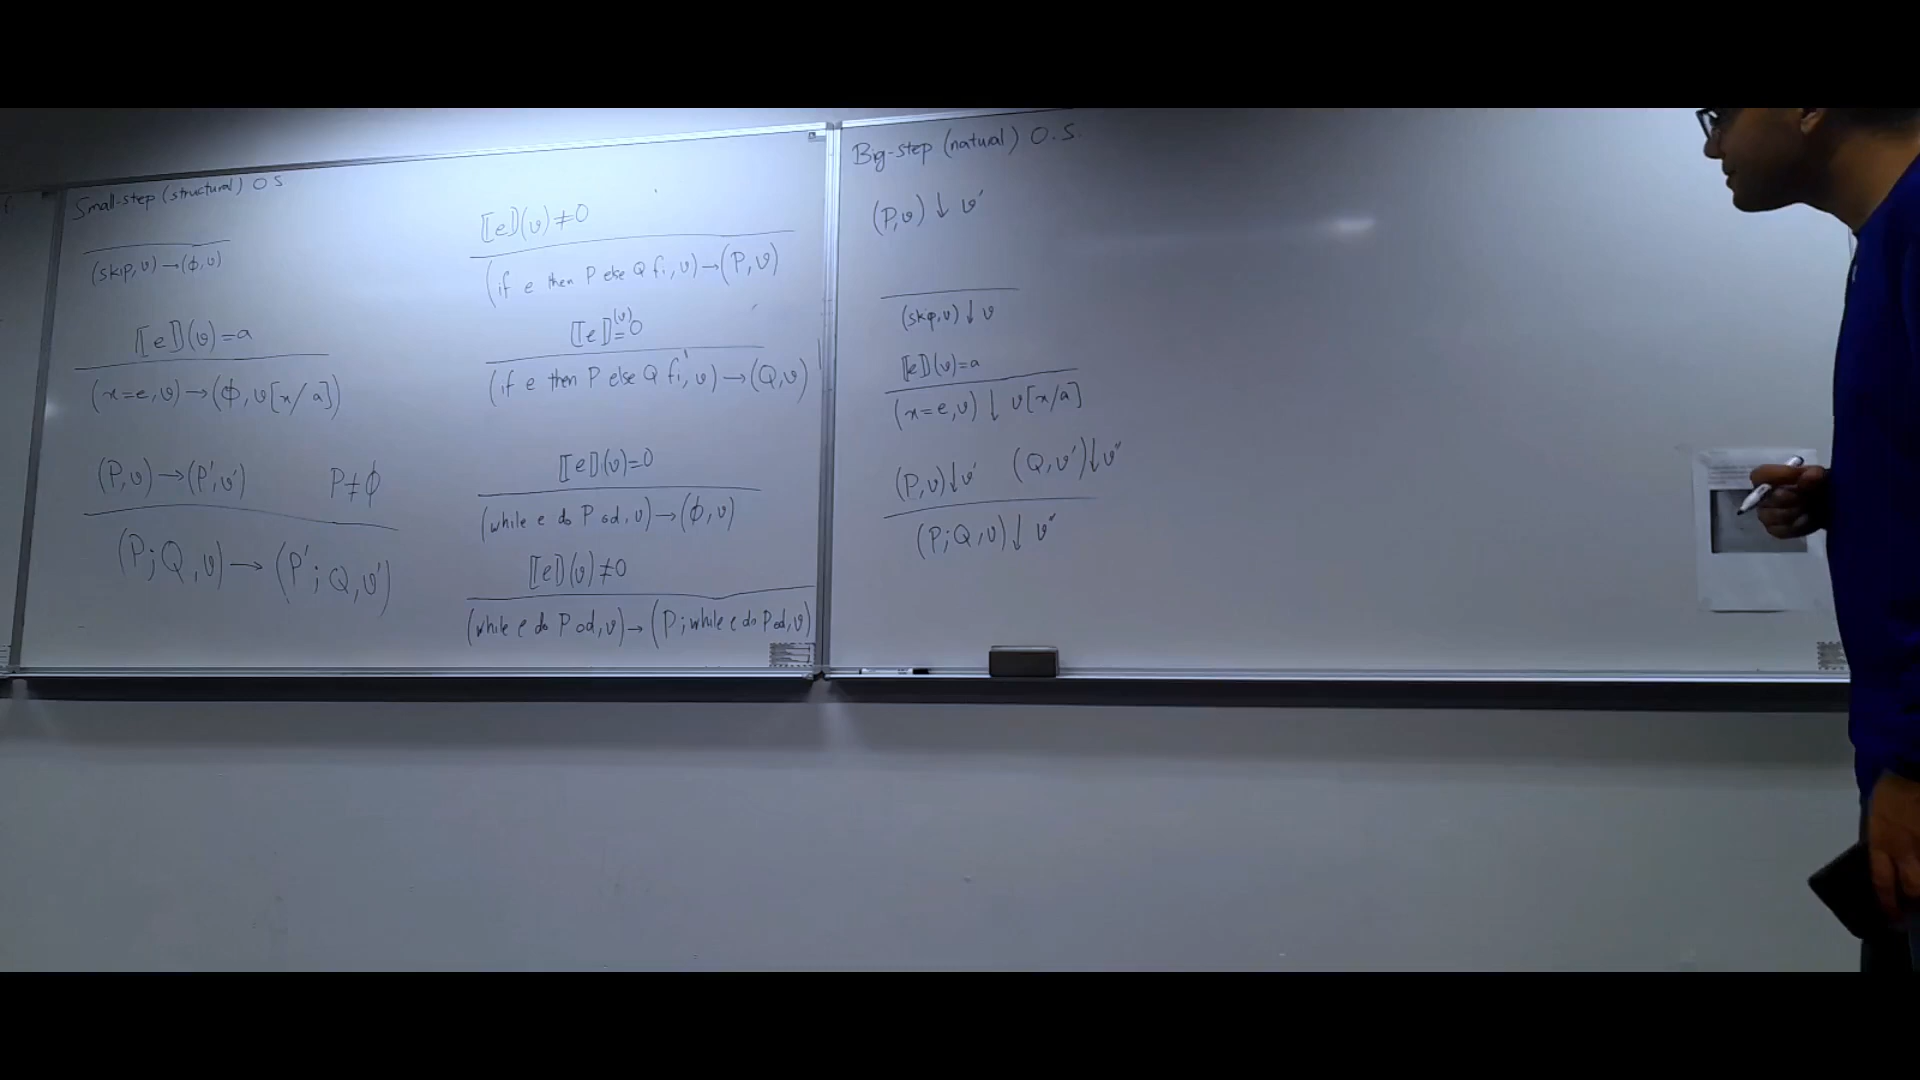 Small-step (structural) O S
(skip, v) → (ϕ, v)
⟦e⟧(v) = a
(x = e, v) → (ϕ, v[x/a])
(P, v) → (P', v') P ≠ ϕ
(P; Q, v) → (P'; Q, v')
⟦e⟧(v) ≠ 0
(if e then P else Q fi, v) → (P, v)
⟦e⟧(v) = 0
(if e then P else Q fi, v) → (Q, v)
⟦e⟧(v) = 0
(while e do P od, v) → (ϕ, v)
⟦e⟧(v) ≠ 0
(while e do P od, v) → (P; while e do P od, v)
Big-step (natural) O. S.
(P, v) ↓ v'
(skip, v) ↓ v
⟦e⟧(v) = a
(x = e, v) ↓ v[x/a]
(P, v) ↓ v' (Q, v') ↓ v"
(P; Q, v) ↓ v"